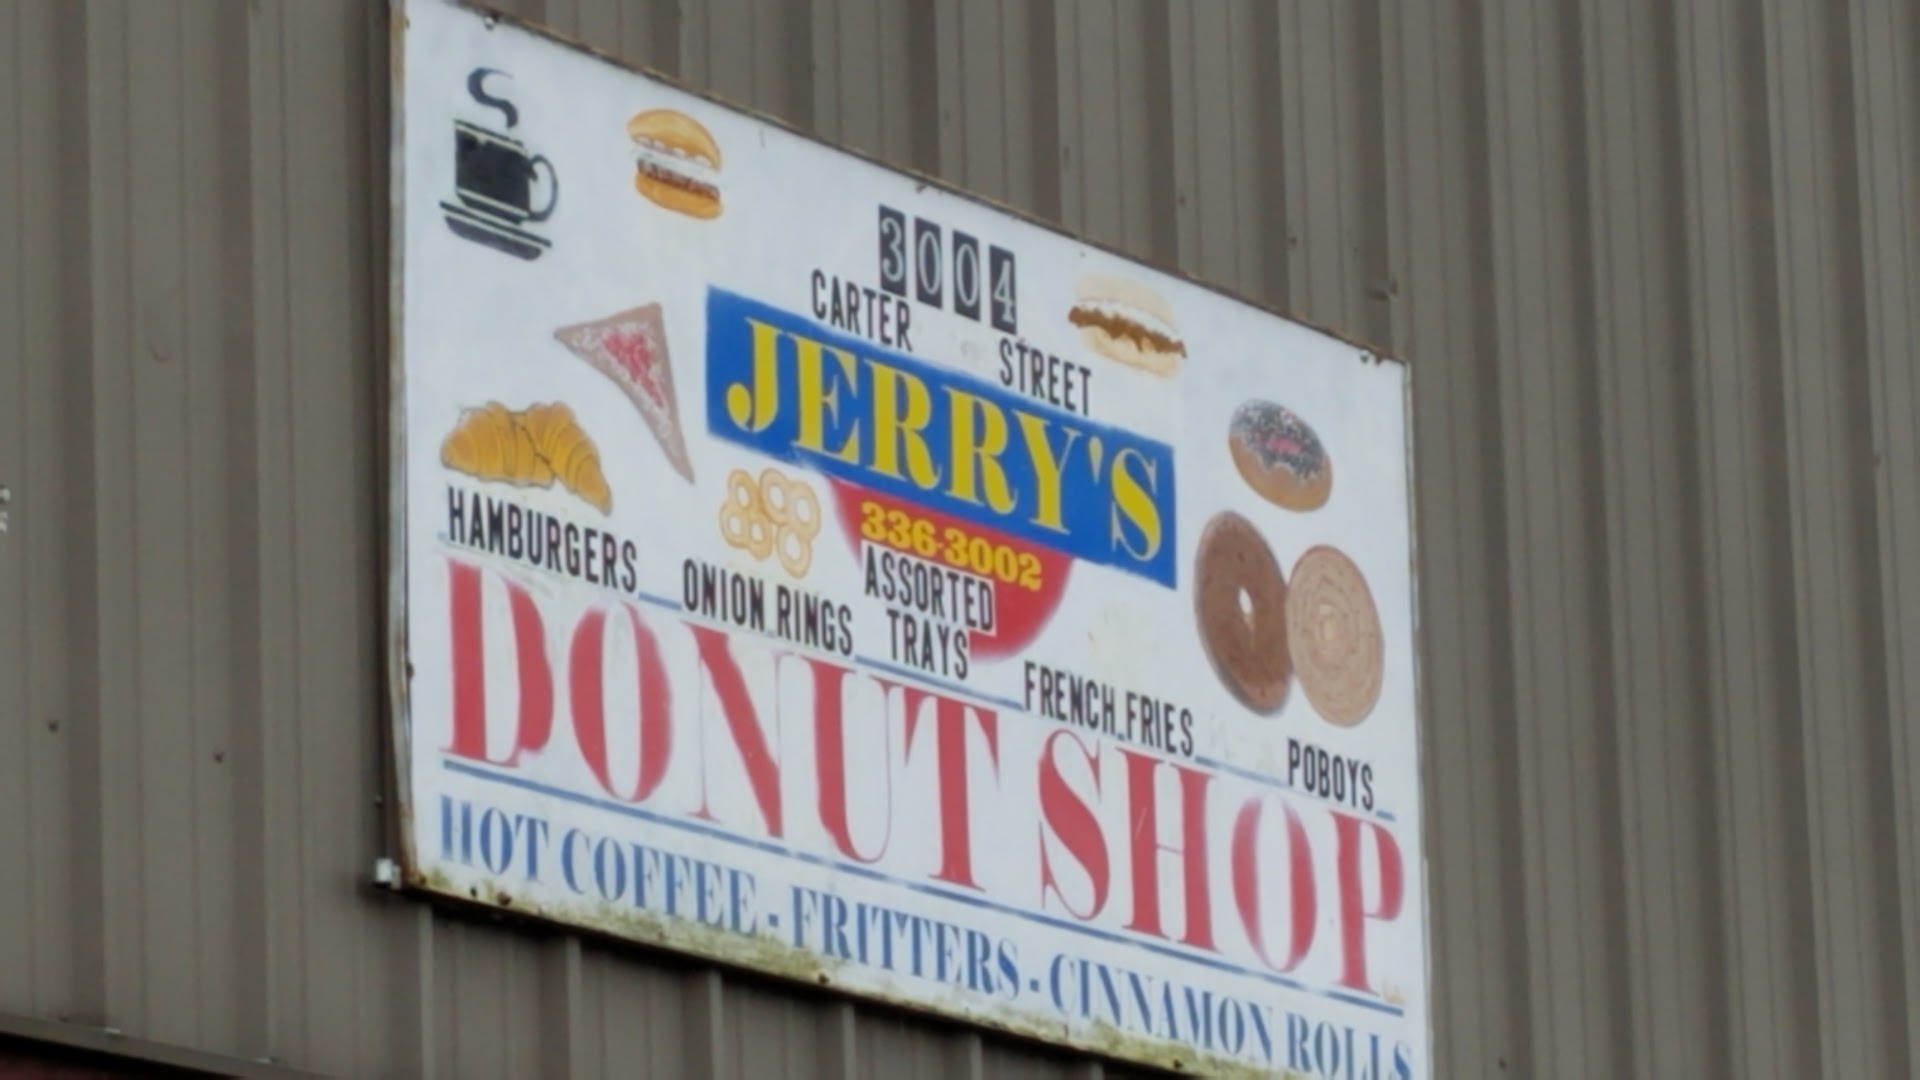 3004
CARTER STREET
JERRY'S
336-3002
HAMBURGERS
ONION RINGS
ASSORTED
TRAYS
FRENCH FRIES
POBOYS
DONUT SHOP
HOT COFFEE - FRITTERS - CINNAMON ROLLS